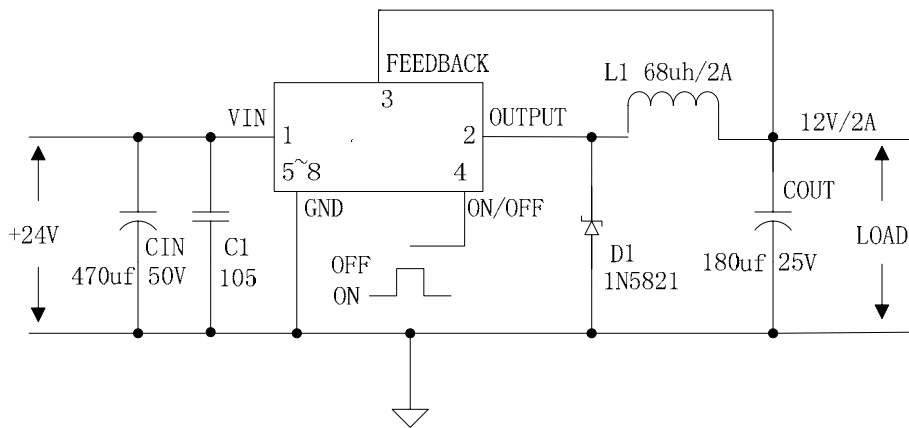 FEEDBACK
L1 68uh/2A
3
VIN
OUTPUT
12V/2A
1
2
5~8
4
GND
ON/OFF
COUT
+24V
CIN
C1
OFF
D1
LOAD
470uf 50V
105
ON
1N5821
180uf 25V